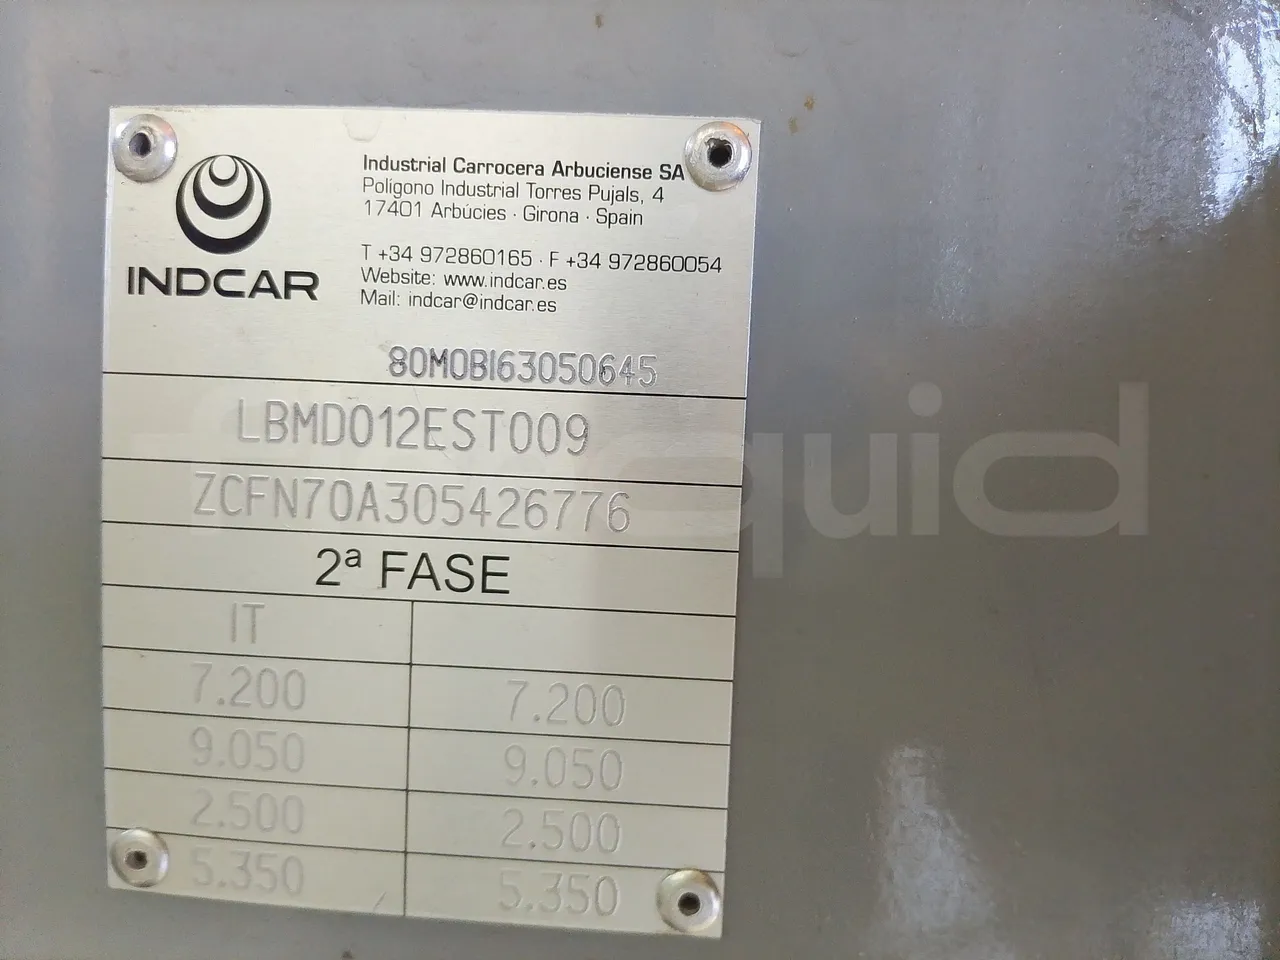 INDCAR
Industrial Carrocera Arbuciense SA
Polígono Industrial Torres Pujals, 4
17401 Arbúcies · Girona · Spain
T +34 972860165 · F +34 972860054
Website: www.indcar.es
Mail: indcar@indcar.es
80M0BI63050645
LBMD012EST009
ZCFN70A305426776
2ª FASE
IT
7.200 7.200
9.050 9.050
2.500 2.500
5.350 5.350